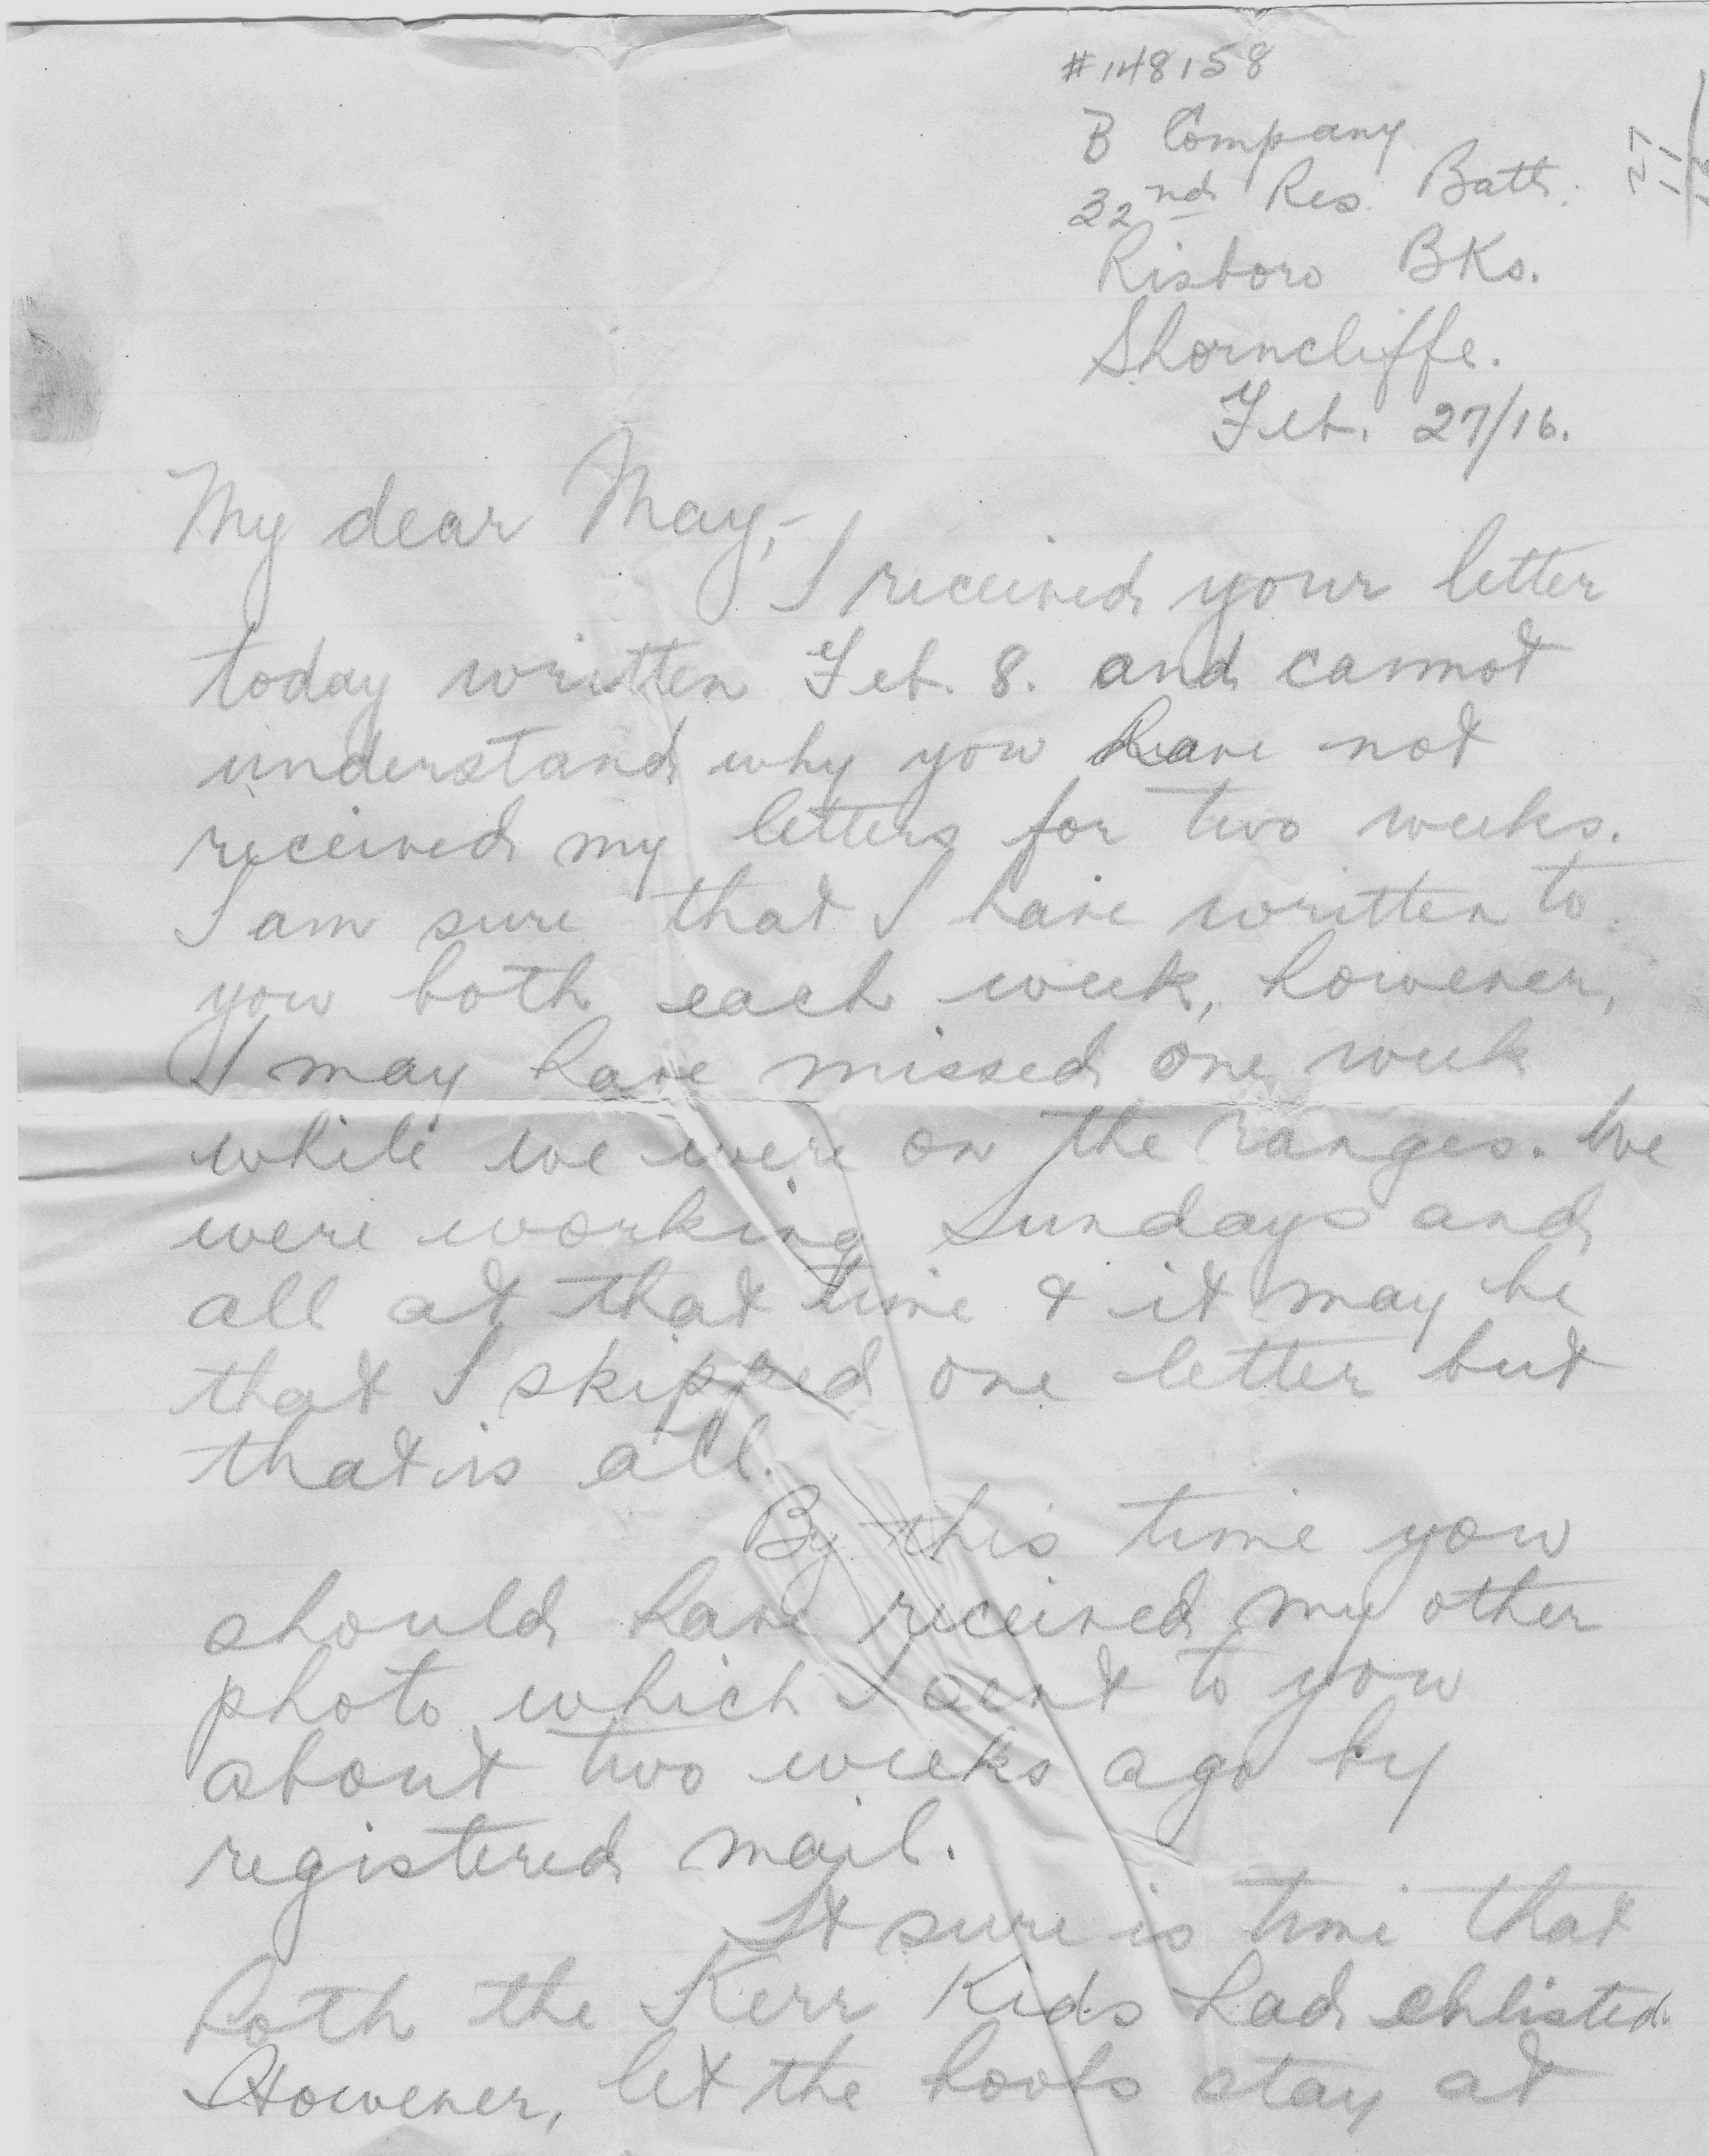 #148158
B Company
32nd Res. Batt.
Risboro BKs.
Shorncliffe.
Feb. 27/16.
27
11
My dear May;-
I received your letter
today written Feb. 8. and cannot
understand why you have not
received my letters for two weeks.
I am sure that I have written to
you both each week, however,
I may have missed one week
while we were on the ranges. We
were working Sundays and
all at that time & it may be
that I skipped one letter but
that is all.
By this time you
should have received my other
photo which I sent to you
about two weeks ago by
registered mail.
It sure is time that
both the Kerr Kids had enlisted.
However, let the boobs stay at